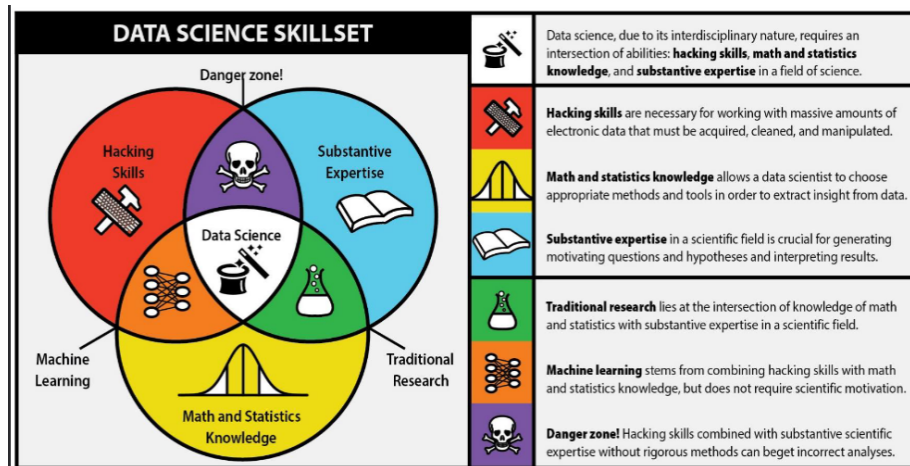 DATA SCIENCE SKILLSET
Danger zone!
Hacking
Skills
Substantive
Expertise
Data Science
Machine
Learning
Traditional
Research
Math and Statistics
Knowledge
Data science, due to its interdisciplinary nature, requires an
intersection of abilities: hacking skills, math and statistics
knowledge, and substantive expertise in a field of science.
Hacking skills are necessary for working with massive amounts of
electronic data that must be acquired, cleaned, and manipulated.
Math and statistics knowledge allows a data scientist to choose
appropriate methods and tools in order to extract insight from data.
Substantive expertise in a scientific field is crucial for generating
motivating questions and hypotheses and interpreting results.
Traditional research lies at the intersection of knowledge of math
and statistics with substantive expertise in a scientific field.
Machine learning stems from combining hacking skills with math
and statistics knowledge, but does not require scientific motivation.
Danger zone! Hacking skills combined with substantive scientific
expertise without rigorous methods can beget incorrect analyses.